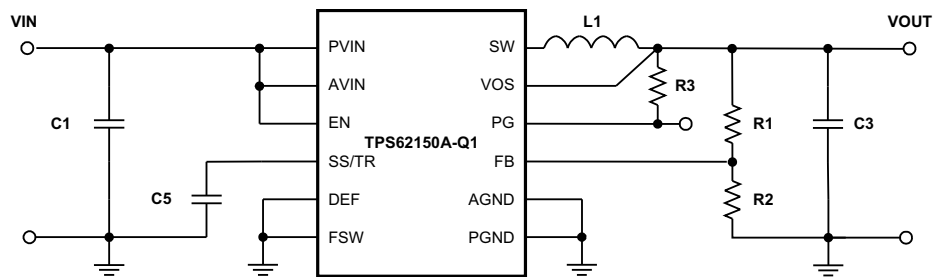 VIN
L1
VOUT
PVIN
SW
AVIN
VOS
R3
C1
EN
PG
R1
C3
TPS62150A-Q1
SS/TR
FB
C5
DEF
AGND
R2
FSW
PGND